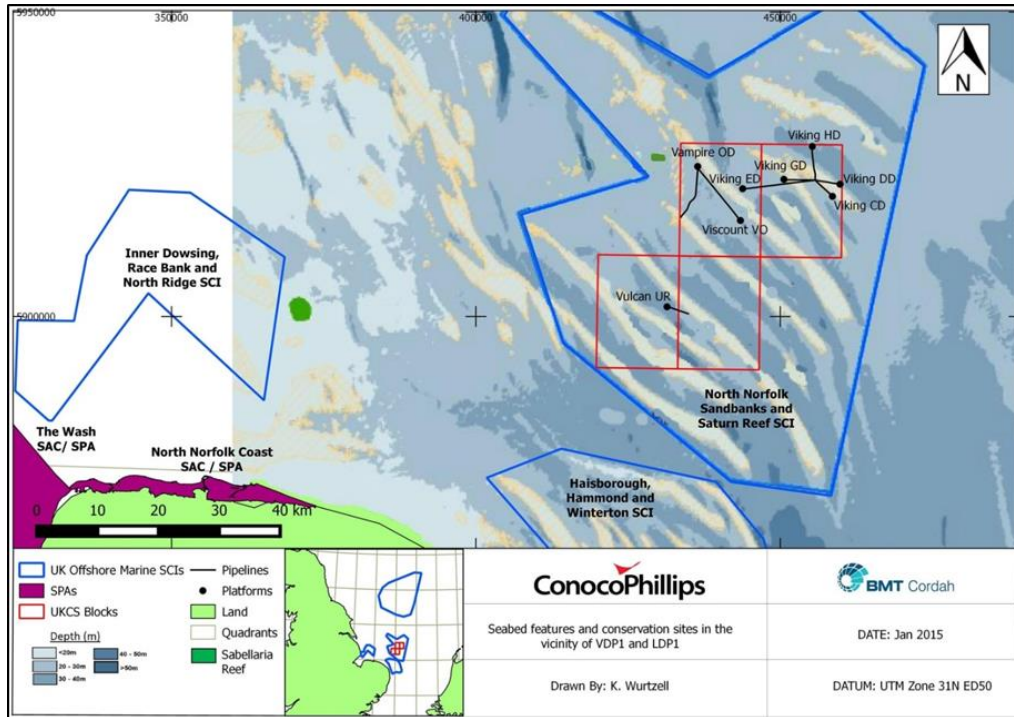 5950000
350000
400000
450000
N
Viking HD
Vampire OD
Viking GD
Viking ED
Viking DD
Viking CD
Viscount VO
Inner Dowsing,
Race Bank and
North Ridge SCI
Vulcan UR
5900000
North Norfolk
Sandbanks and
Saturn Reef SCI
The Wash
SAC/ SPA
North Norfolk Coast
SAC / SPA
Haisborough,
Hammond and
Winterton SCI
0 10 20 30 40 km
UK Offshore Marine SCIs
SPAs
UKCS Blocks
Depth (m)
<20m
20 - 30m
30 - 40m
40 - 50m
>50m
Pipelines
Platforms
Land
Quadrants
Sabellaria
Reef
ConocoPhillips
BMT Cordah
Seabed features and conservation sites in the
vicinity of VDP1 and LDP1
DATE: Jan 2015
Drawn By: K. Wurtzell
DATUM: UTM Zone 31N ED50